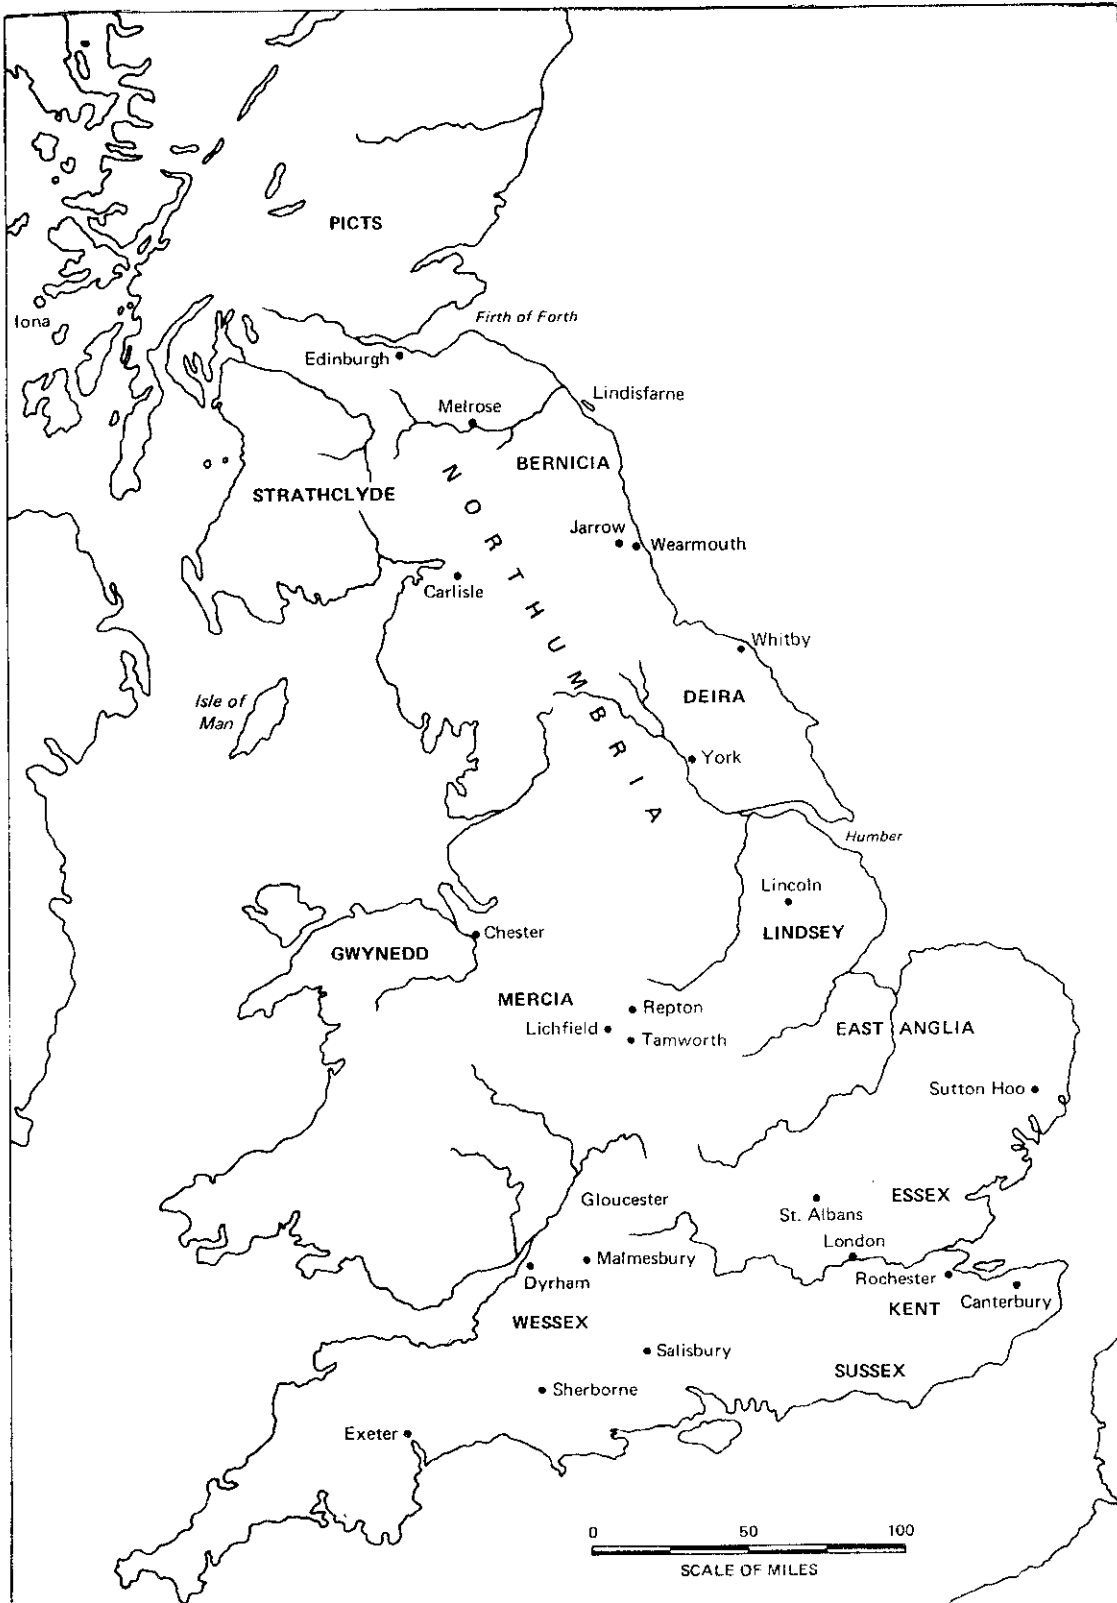 PICTS
Iona
Firth of Forth
Edinburgh
Lindisfarne
Melrose
BERNICIA
STRATHCLYDE
NORTHUMBRIA
Jarrow
Wearmouth
Carlisle
Whitby
Isle of
Man
DEIRA
York
Humber
Lincoln
LINDSEY
Chester
GWYNEDD
MERCIA
Repton
Lichfield
Tamworth
EAST ANGLIA
Sutton Hoo
Gloucester
ESSEX
St. Albans
London
Malmesbury
Dyrham
Rochester
Canterbury
KENT
WESSEX
Salisbury
SUSSEX
Sherborne
Exeter
0 50 100
SCALE OF MILES